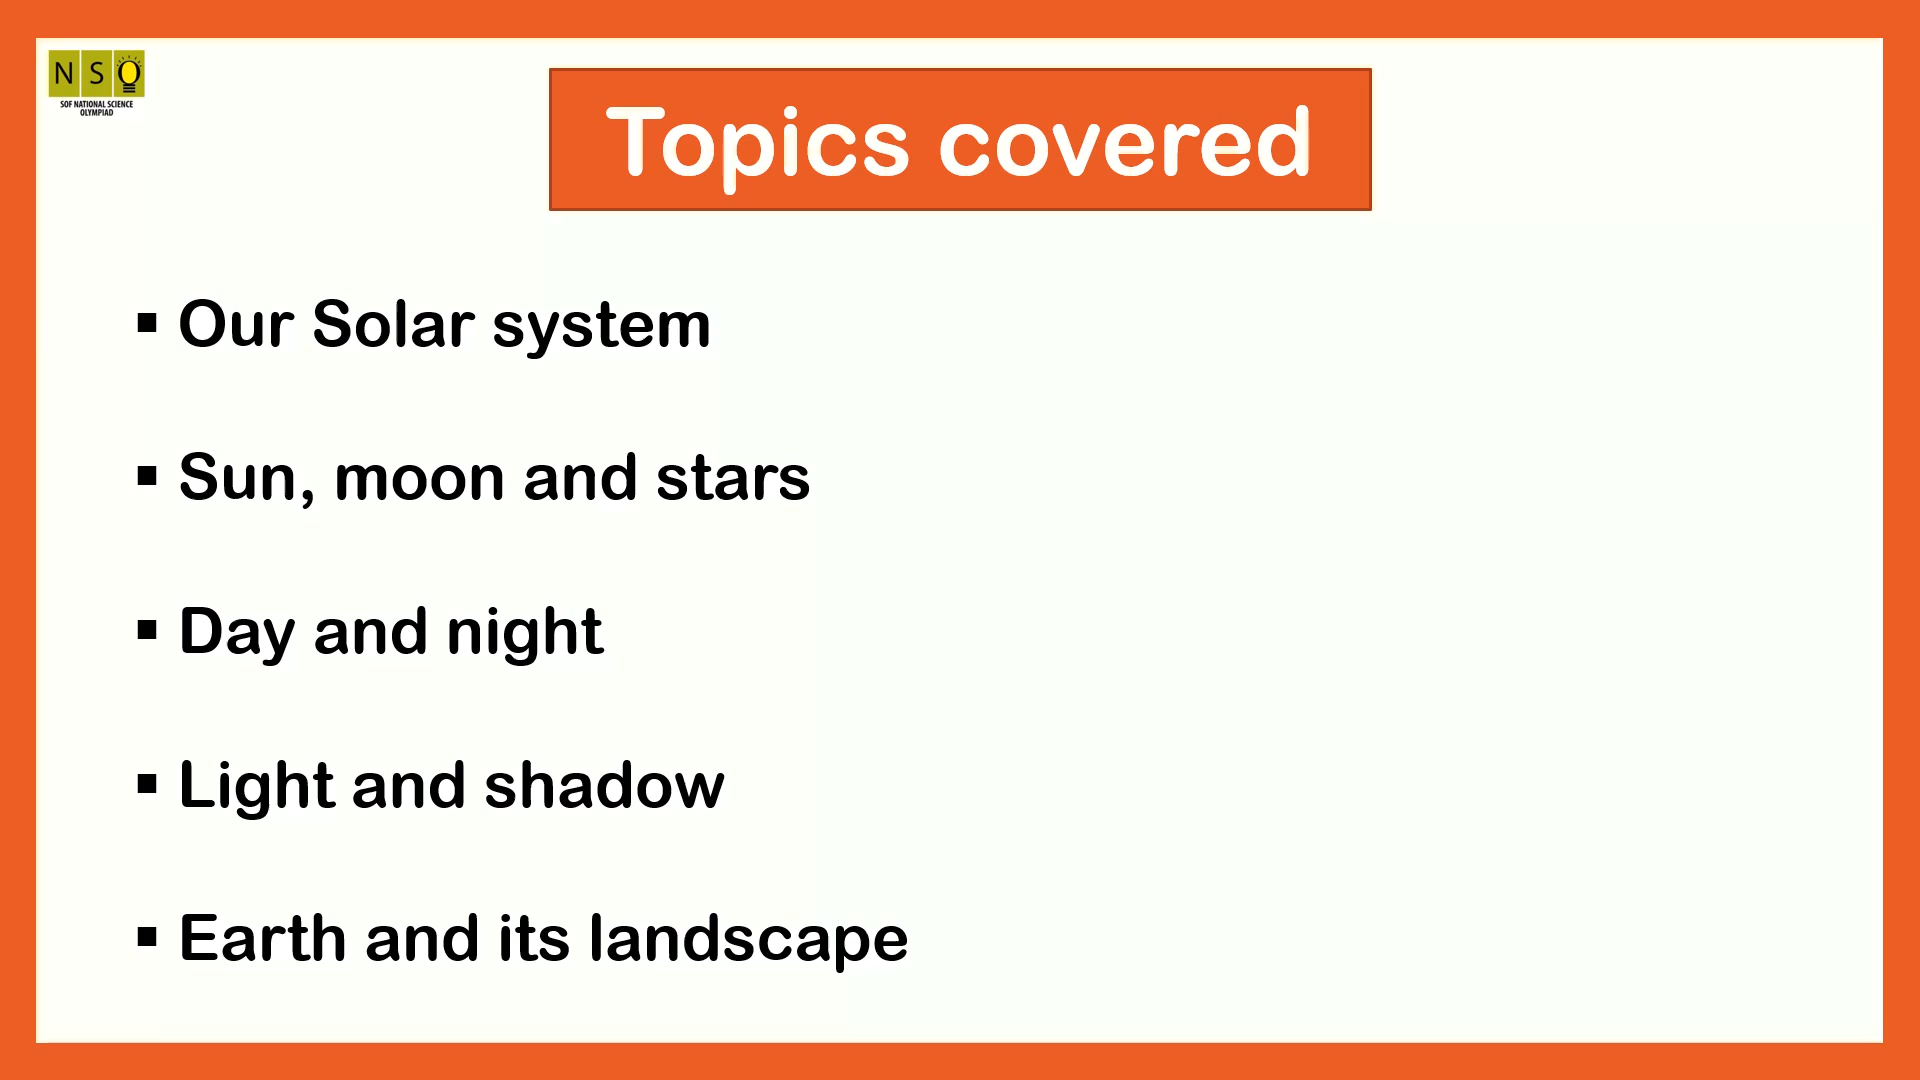 NSO
SOF NATIONAL SCIENCE
OLYMPIAD
Topics covered
▪ Our Solar system
▪ Sun, moon and stars
▪ Day and night
▪ Light and shadow
▪ Earth and its landscape